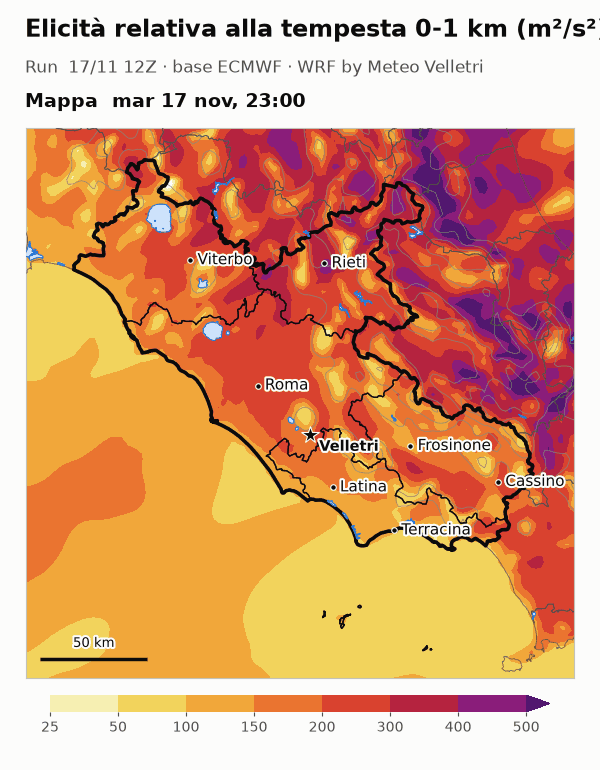 Elicità relativa alla tempesta 0-1 km (m²/s²)
Run 17/11 12Z · base ECMWF · WRF by Meteo Velletri
Mappa mar 17 nov, 23:00
Viterbo
Rieti
Roma
Velletri
Frosinone
Cassino
Latina
Terracina
50 km
25 50 100 150 200 300 400 500